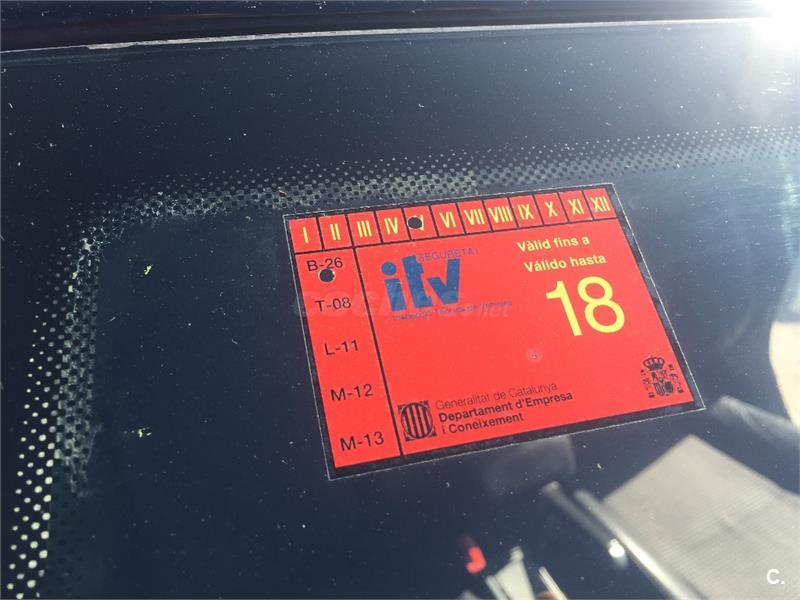 I II III IV VI VII VIII IX X XI XII
B-26
T-08
L-11
M-12
M-13
itv
Vàlid fins a
Válido hasta
18
Generalitat de Catalunya
Departament d'Empresa
i Coneixement
C.